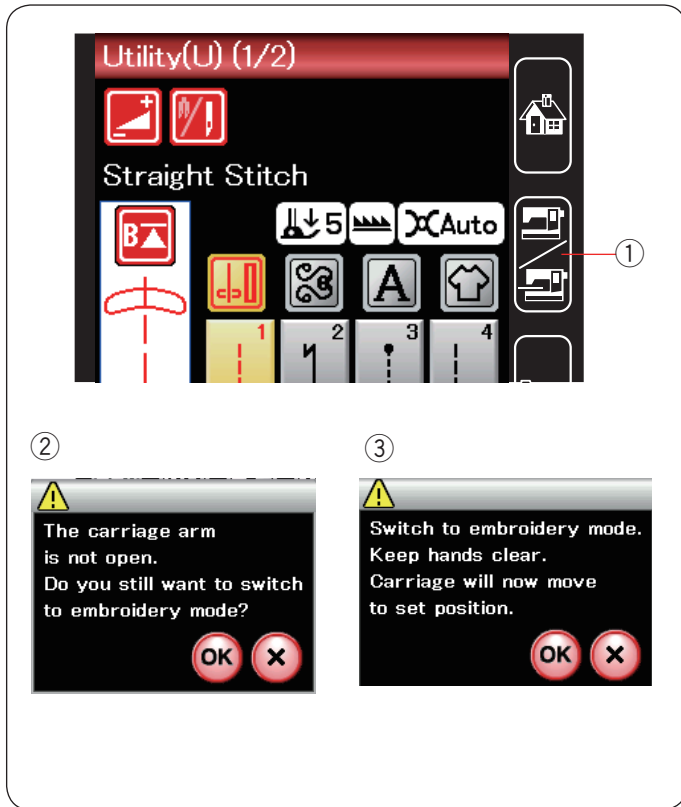 Utility(U) (1/2)
Straight Stitch
B
5 Auto
A
1 2 3 4
①
② ③
The carriage arm
is not open.
Do you still want to switch
to embroidery mode?
OK
Switch to embroidery mode.
Keep hands clear.
Carriage will now move
to set position.
OK